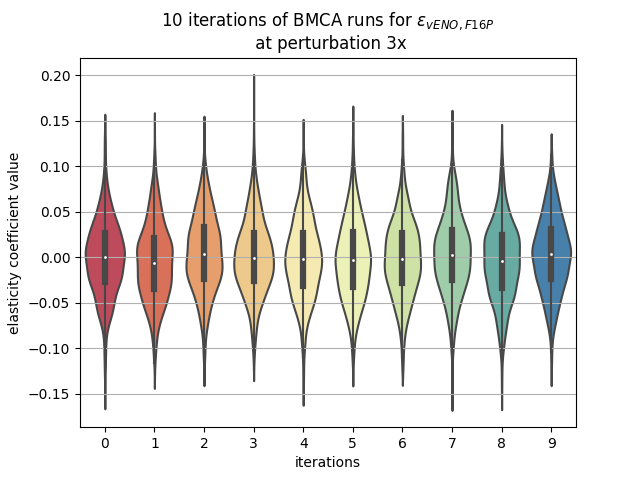 10 iterations of BMCA runs for ε_{vENO,F16P}
at perturbation 3x
0.20
0.15
0.10
0.05
0.00
−0.05
−0.10
−0.15
elasticity coefficient value
0 1 2 3 4 5 6 7 8 9
iterations